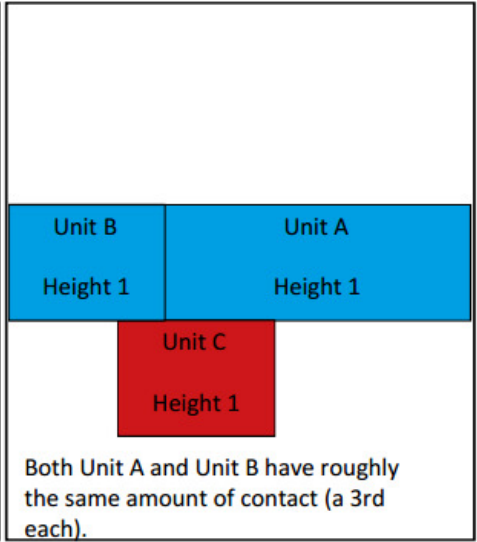 Unit B
Unit A
Height 1
Height 1
Unit C
Height 1
Both Unit A and Unit B have roughly
the same amount of contact (a 3rd
each).